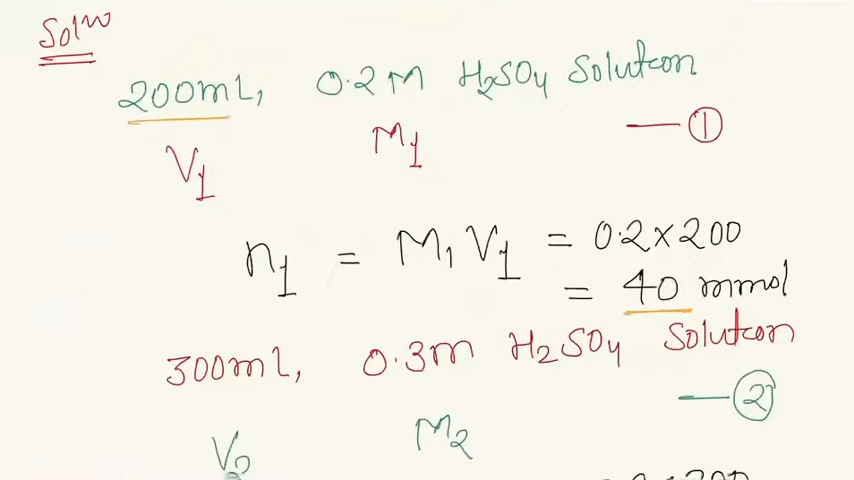 Soln
200mL, 0.2M H₂SO₄ Solution
V₁ M₁ —①
n₁ = M₁V₁ = 0.2×200
= 40 mmol
300mL, 0.3M H₂SO₄ Solution
—②
V₂ M₂